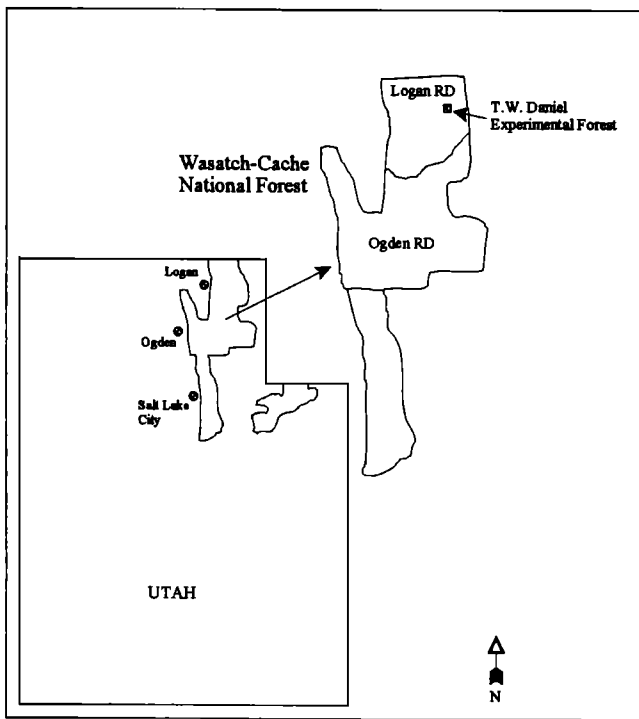 Logan RD
T.W. Daniel
Experimental Forest
Wasatch-Cache
National Forest
Ogden RD
Logan
Ogden
Salt Lake
City
UTAH
N